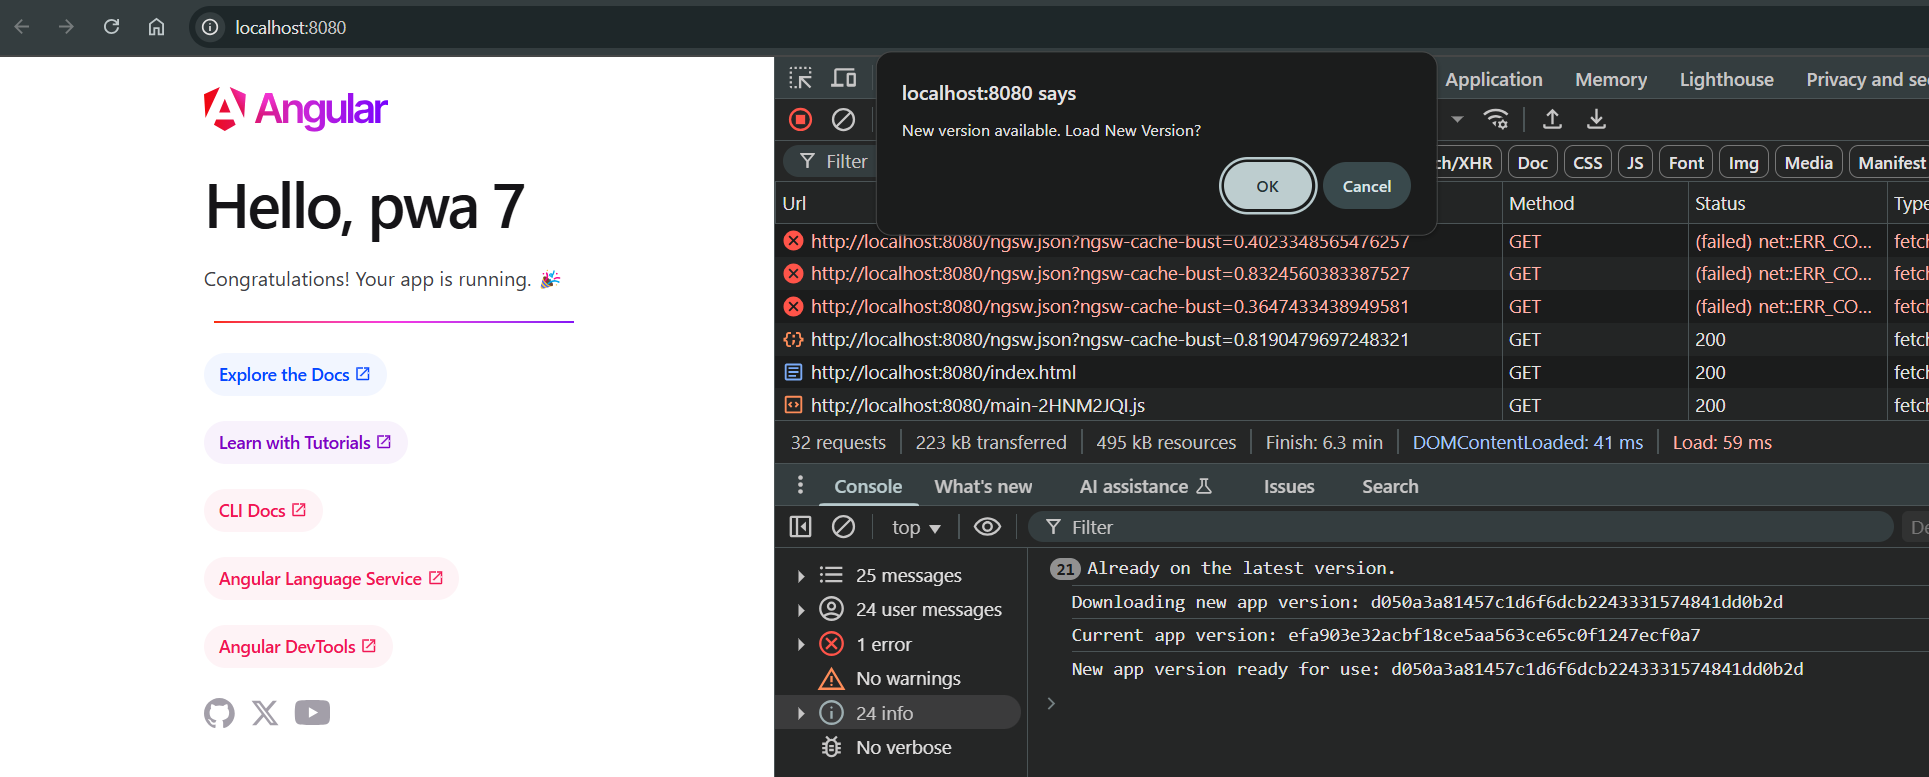 localhost:8080
Angular
Hello, pwa 7
Congratulations! Your app is running. 🎉
Explore the Docs
Learn with Tutorials
CLI Docs
Angular Language Service
Angular DevTools
localhost:8080 says
New version available. Load New Version?
OK
Cancel
Application Memory Lighthouse Privacy and se
Filter
ch/XHR Doc CSS JS Font Img Media Manifest
Url Method Status Type
http://localhost:8080/ngsw.json?ngsw-cache-bust=0.4023348565476257 GET (failed) net::ERR_CO... fetch
http://localhost:8080/ngsw.json?ngsw-cache-bust=0.8324560383387527 GET (failed) net::ERR_CO... fetch
http://localhost:8080/ngsw.json?ngsw-cache-bust=0.3647433438949581 GET (failed) net::ERR_CO... fetch
http://localhost:8080/ngsw.json?ngsw-cache-bust=0.8190479697248321 GET 200 fetch
http://localhost:8080/index.html GET 200 fetch
http://localhost:8080/main-2HNM2JQI.js GET 200 fetch
32 requests 223 kB transferred 495 kB resources Finish: 6.3 min DOMContentLoaded: 41 ms Load: 59 ms
Console What's new AI assistance Issues Search
top Filter De
25 messages
24 user messages
1 error
No warnings
24 info
No verbose
21 Already on the latest version.
Downloading new app version: d050a3a81457c1d6f6dcb2243331574841dd0b2d
Current app version: efa903e32acbf18ce5aa563ce65c0f1247ecf0a7
New app version ready for use: d050a3a81457c1d6f6dcb2243331574841dd0b2d